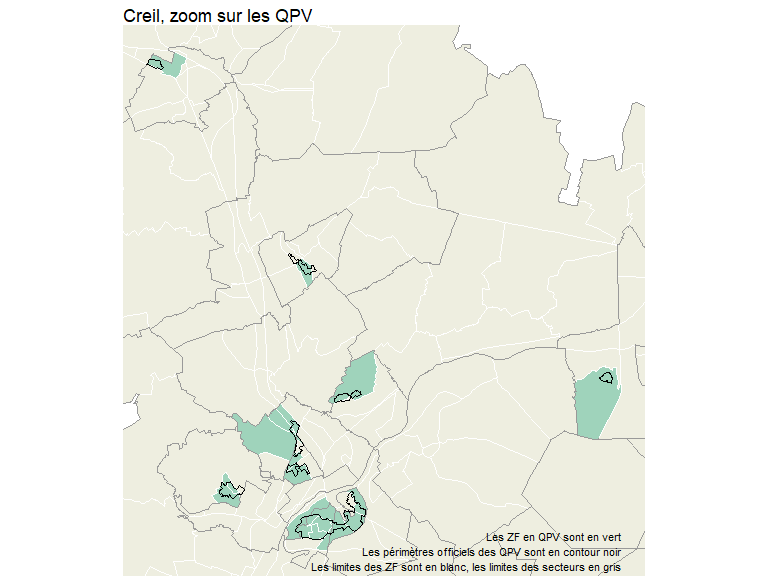 Creil, zoom sur les QPV
Les ZF en QPV sont en vert
Les périmètres officiels des QPV sont en contour noir
Les limites des ZF sont en blanc, les limites des secteurs en gris